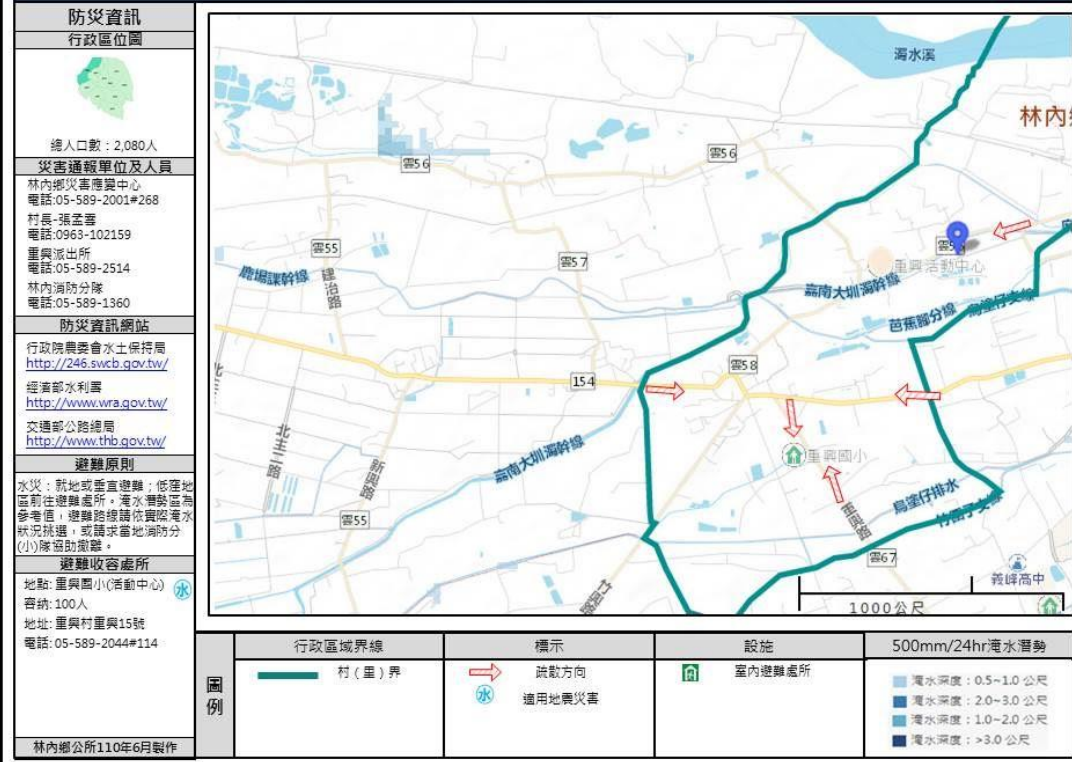 防災資訊
行政區位圖
總人口數：2,080人
災害通報單位及人員
林內鄉災害應變中心
電話:05-589-2001#268
村長-張孟雲
電話:0963-102159
重興派出所
電話:05-589-2514
林內消防分隊
電話:05-589-1360
防災資訊網站
行政院農委會水土保持局
http://246.swcb.gov.tw/
經濟部水利署
http://www.wra.gov.tw/
交通部公路總局
http://www.thb.gov.tw/
避難原則
水災：就地或垂直避難；低窪地
區前往避難處所。淹水潛勢區為
參考值，避難路線請依實際淹水
狀況挑選，或請求當地消防分
(小)隊協助撤離。
避難收容處所
地點:重興國小(活動中心)
水
容納:100人
地址:重興村重興15號
電話:05-589-2044#114
林內鄉公所110年6月製作
濁水溪
林內
雲56
雲56
雲55
建治路
鹿場課幹線
雲57
重興活動中心
嘉南大圳濁幹線
芭蕉腳分線
烏塗仔支線
雲58
154
北主二路
新興路
嘉南大圳濁幹線
重興國小
烏塗仔排水
雲55
雲67
義峰高中
1000公尺
圖例
行政區域界線
村（里）界
標示
疏散方向
水
適用地震災害
設施
室內避難處所
500mm/24hr淹水潛勢
淹水深度：0.5~1.0 公尺
淹水深度：2.0~3.0 公尺
淹水深度：1.0~2.0 公尺
淹水深度：>3.0 公尺